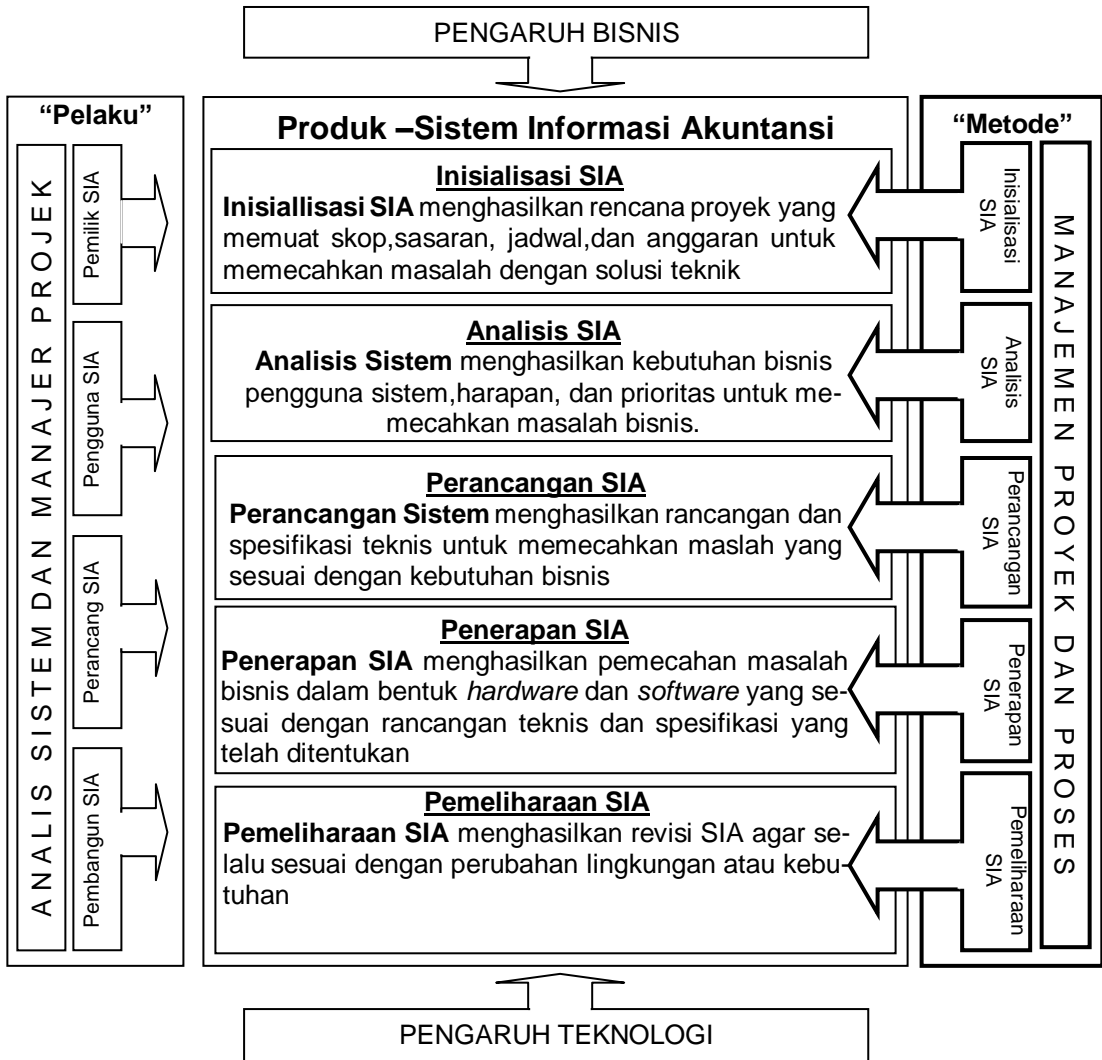 PENGARUH BISNIS
“Pelaku”
ANALIS SISTEM DAN MANAJER PROJEK
Pemilik SIA
Pengguna SIA
Perancang SIA
Pembangun SIA
Produk –Sistem Informasi Akuntansi
Inisialisasi SIA
Inisiallisasi SIA menghasilkan rencana proyek yang
memuat skop,sasaran, jadwal,dan anggaran untuk
memecahkan masalah dengan solusi teknik
Analisis SIA
Analisis Sistem menghasilkan kebutuhan bisnis
pengguna sistem,harapan, dan prioritas untuk me-
mecahkan masalah bisnis.
Perancangan SIA
Perancangan Sistem menghasilkan rancangan dan
spesifikasi teknis untuk memecahkan maslah yang
sesuai dengan kebutuhan bisnis
Penerapan SIA
Penerapan SIA menghasilkan pemecahan masalah
bisnis dalam bentuk hardware dan software yang se-
suai dengan rancangan teknis dan spesifikasi yang
telah ditentukan
Pemeliharaan SIA
Pemeliharaan SIA menghasilkan revisi SIA agar se-
lalu sesuai dengan perubahan lingkungan atau kebu-
tuhan
“Metode”
Inisialisasi
SIA
Analisis
SIA
Perancangan
SIA
Penerapan
SIA
Pemeliharaan
SIA
MANAJEMEN PROYEK DAN PROSES
PENGARUH TEKNOLOGI